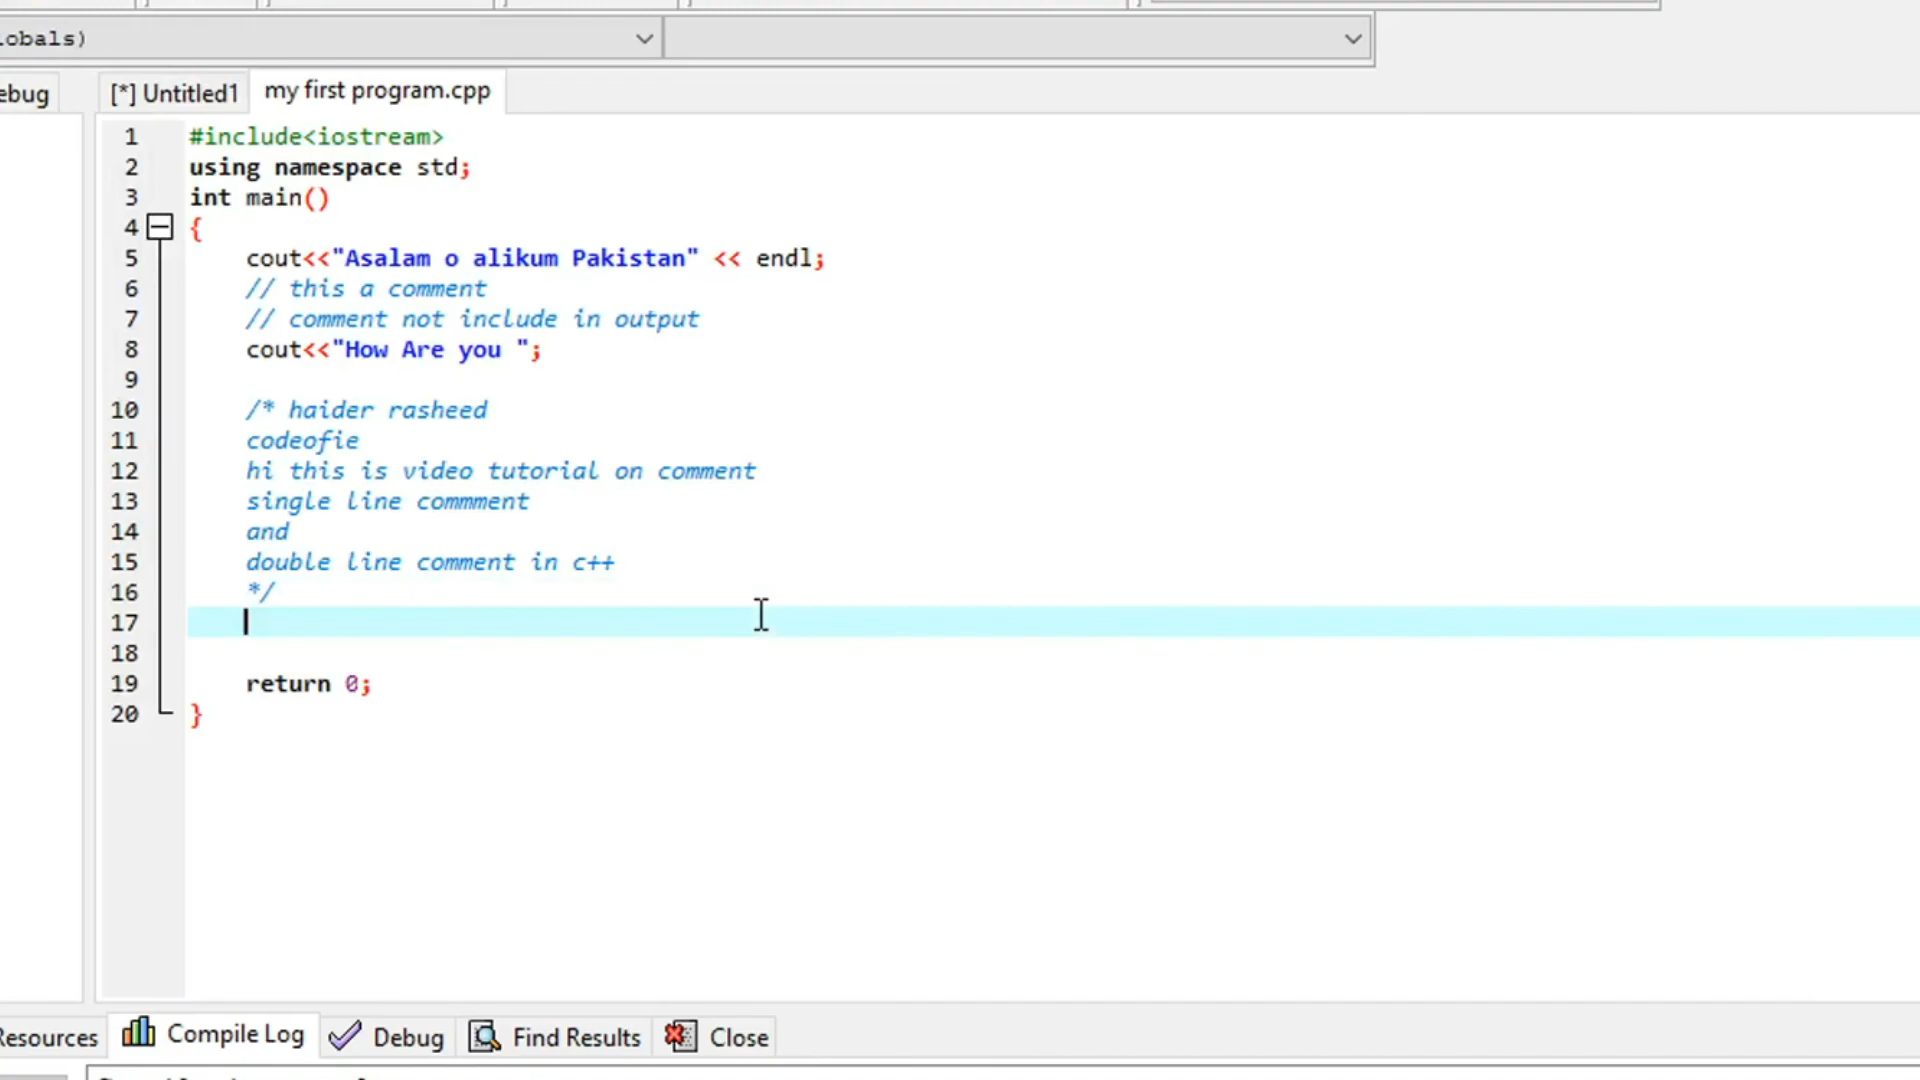 obals)
ebug
[*] Untitled1
my first program.cpp
1 #include<iostream>
2 using namespace std;
3 int main()
4 {
5 cout<<"Asalam o alikum Pakistan" << endl;
6 // this a comment
7 // comment not include in output
8 cout<<"How Are you ";
9
10 /* haider rasheed
11 codeofie
12 hi this is video tutorial on comment
13 single line commment
14 and
15 double line comment in c++
16 */
17
18
19 return 0;
20 }
Resources
Compile Log
Debug
Find Results
Close